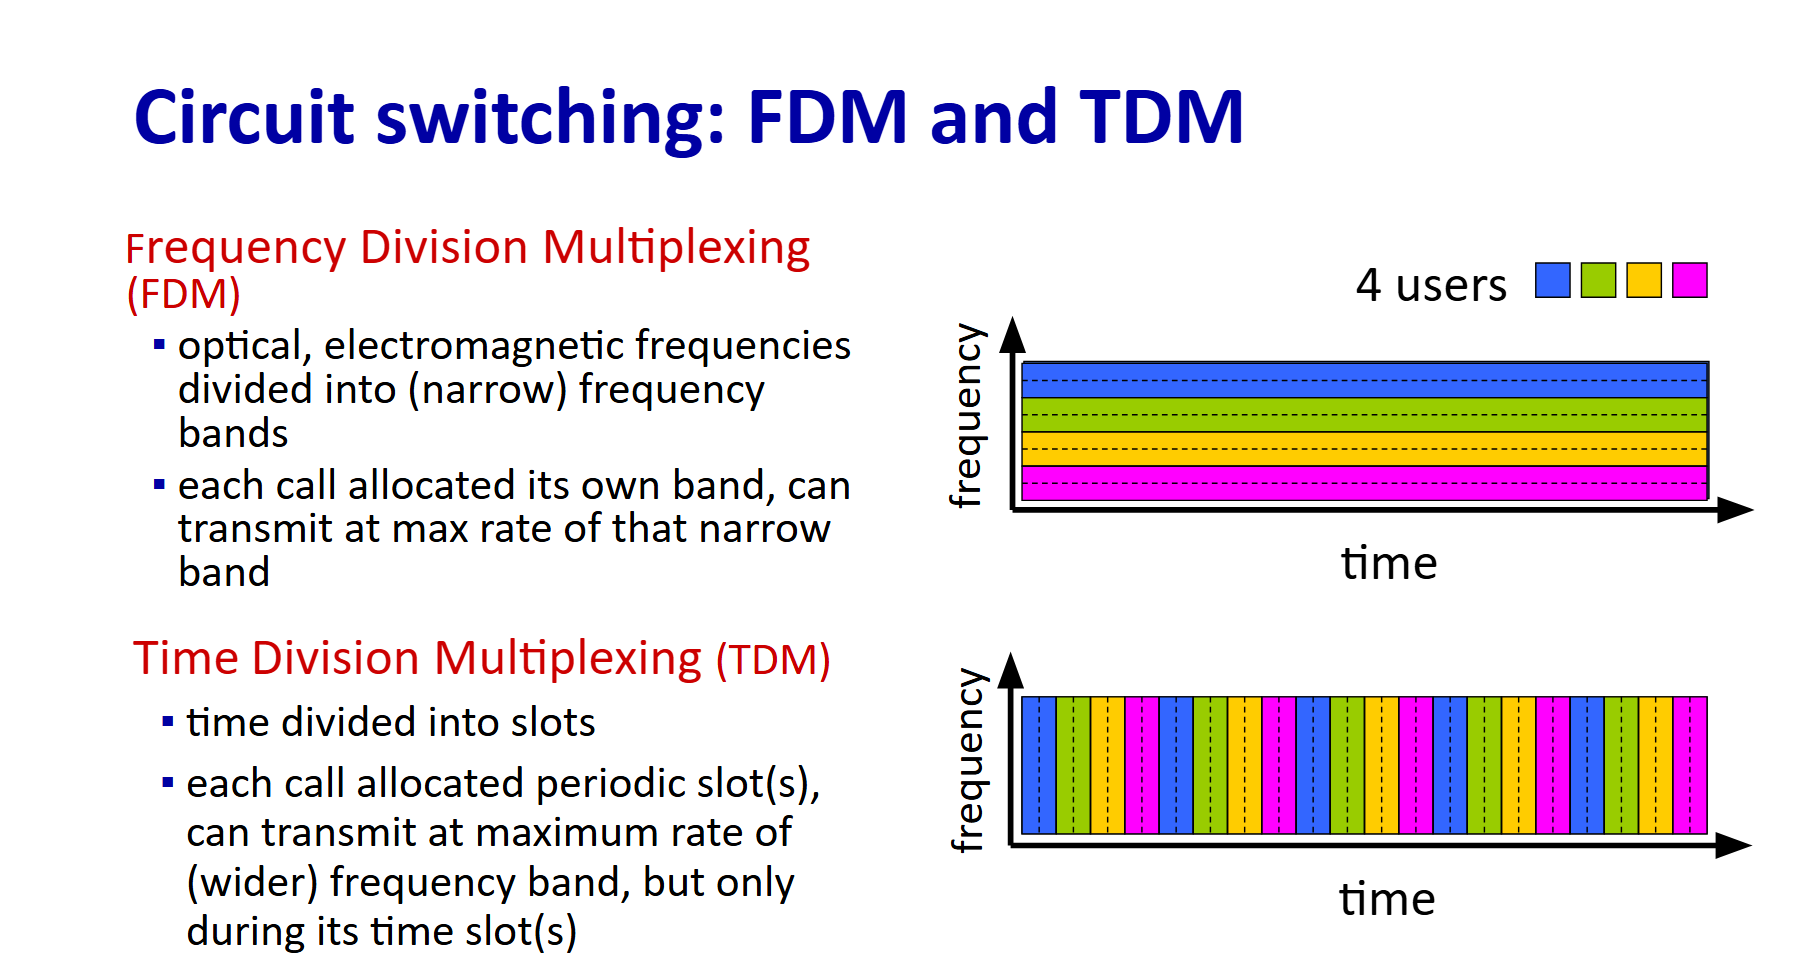 Circuit switching: FDM and TDM
Frequency Division Multiplexing
(FDM)
▪ optical, electromagnetic frequencies
divided into (narrow) frequency
bands
▪ each call allocated its own band, can
transmit at max rate of that narrow
band
Time Division Multiplexing (TDM)
▪ time divided into slots
▪ each call allocated periodic slot(s),
can transmit at maximum rate of
(wider) frequency band, but only
during its time slot(s)
4 users
frequency
time
frequency
time